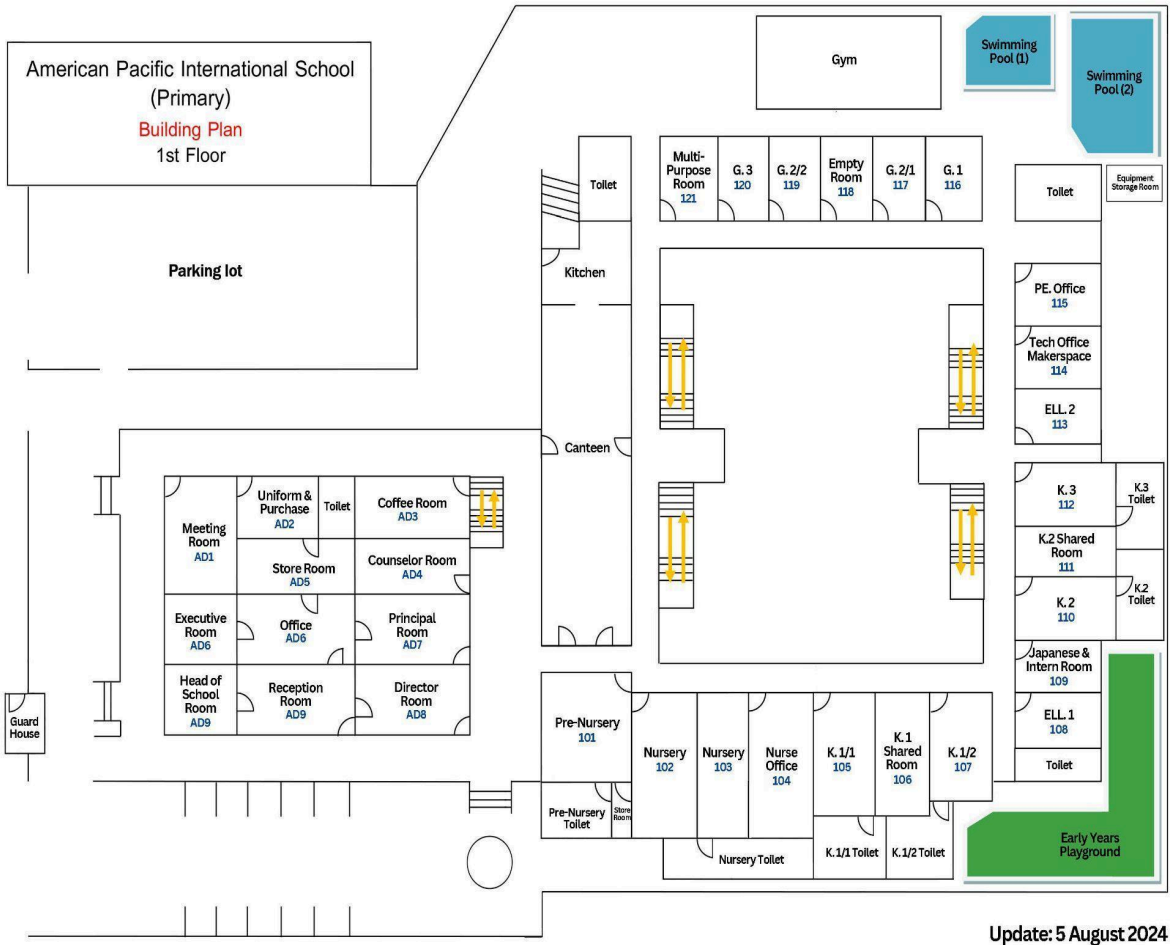 American Pacific International School
(Primary)
Building Plan
1st Floor
Parking lot
Gym
Swimming
Pool (1)
Swimming
Pool (2)
Toilet
Multi-
Purpose
Room
121
G. 3
120
G. 2/2
119
Empty
Room
118
G. 2/1
117
G. 1
116
Toilet
Equipment
Storage Room
Kitchen
PE. Office
115
Tech Office
Makerspace
114
ELL. 2
113
Canteen
K. 3
112
K.3
Toilet
K.2 Shared
Room
111
K. 2
110
K.2
Toilet
Japanese &
Intern Room
109
ELL. 1
108
Toilet
Meeting
Room
AD1
Uniform &
Purchase
AD2
Toilet
Coffee Room
AD3
Store Room
AD5
Counselor Room
AD4
Executive
Room
AD6
Office
AD6
Principal
Room
AD7
Head of
School
Room
AD9
Reception
Room
AD9
Director
Room
AD8
Guard
House
Pre-Nursery
101
Nursery
102
Nursery
103
Nurse
Office
104
K. 1/1
105
K. 1
Shared
Room
106
K. 1/2
107
Pre-Nursery
Toilet
Store
Room
Nursery Toilet
K. 1/1 Toilet
K. 1/2 Toilet
Early Years
Playground
Update: 5 August 2024